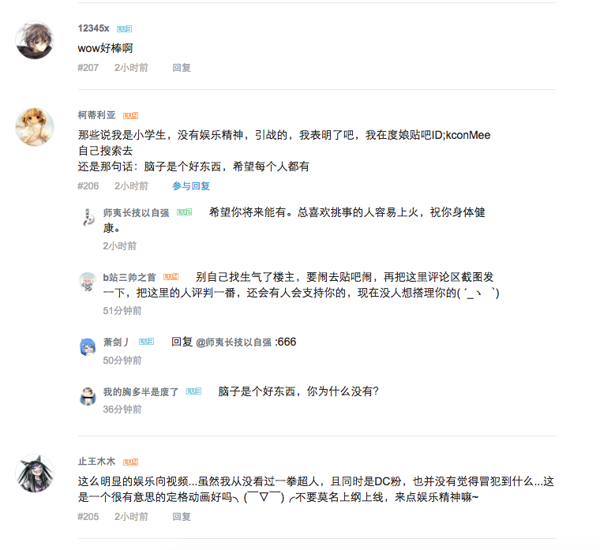 12345x
wow好棒啊
#207 2小时前 回复
柯蒂利亚
那些说我是小学生，没有娱乐精神，引战的，我表明了吧，我在度娘贴吧ID;kconMee
自己搜索去
还是那句话：脑子是个好东西，希望每个人都有
#206 2小时前 参与回复
师夷长技以自强 希望你将来能有。总喜欢挑事的人容易上火，祝你身体健
康。
2小时前
b站三帅之首 别自己找生气了楼主，要闹去贴吧闹，再把这里评论区截图发
一下，把这里的人评判一番，还会有人会支持你的，现在没人想搭理你的( ´_ゝ｀)
51分钟前
萧剑丿 回复 @师夷长技以自强 :666
50分钟前
我的胸多半是废了 脑子是个好东西，你为什么没有?
36分钟前
止王木木
这么明显的娱乐向视频...虽然我从没看过一拳超人，且同时是DC粉，也并没有觉得冒犯到什么...这
是一个很有意思的定格动画好吗╮(￣▽￣)╭不要莫名上纲上线，来点娱乐精神嘛~
#205 2小时前 回复